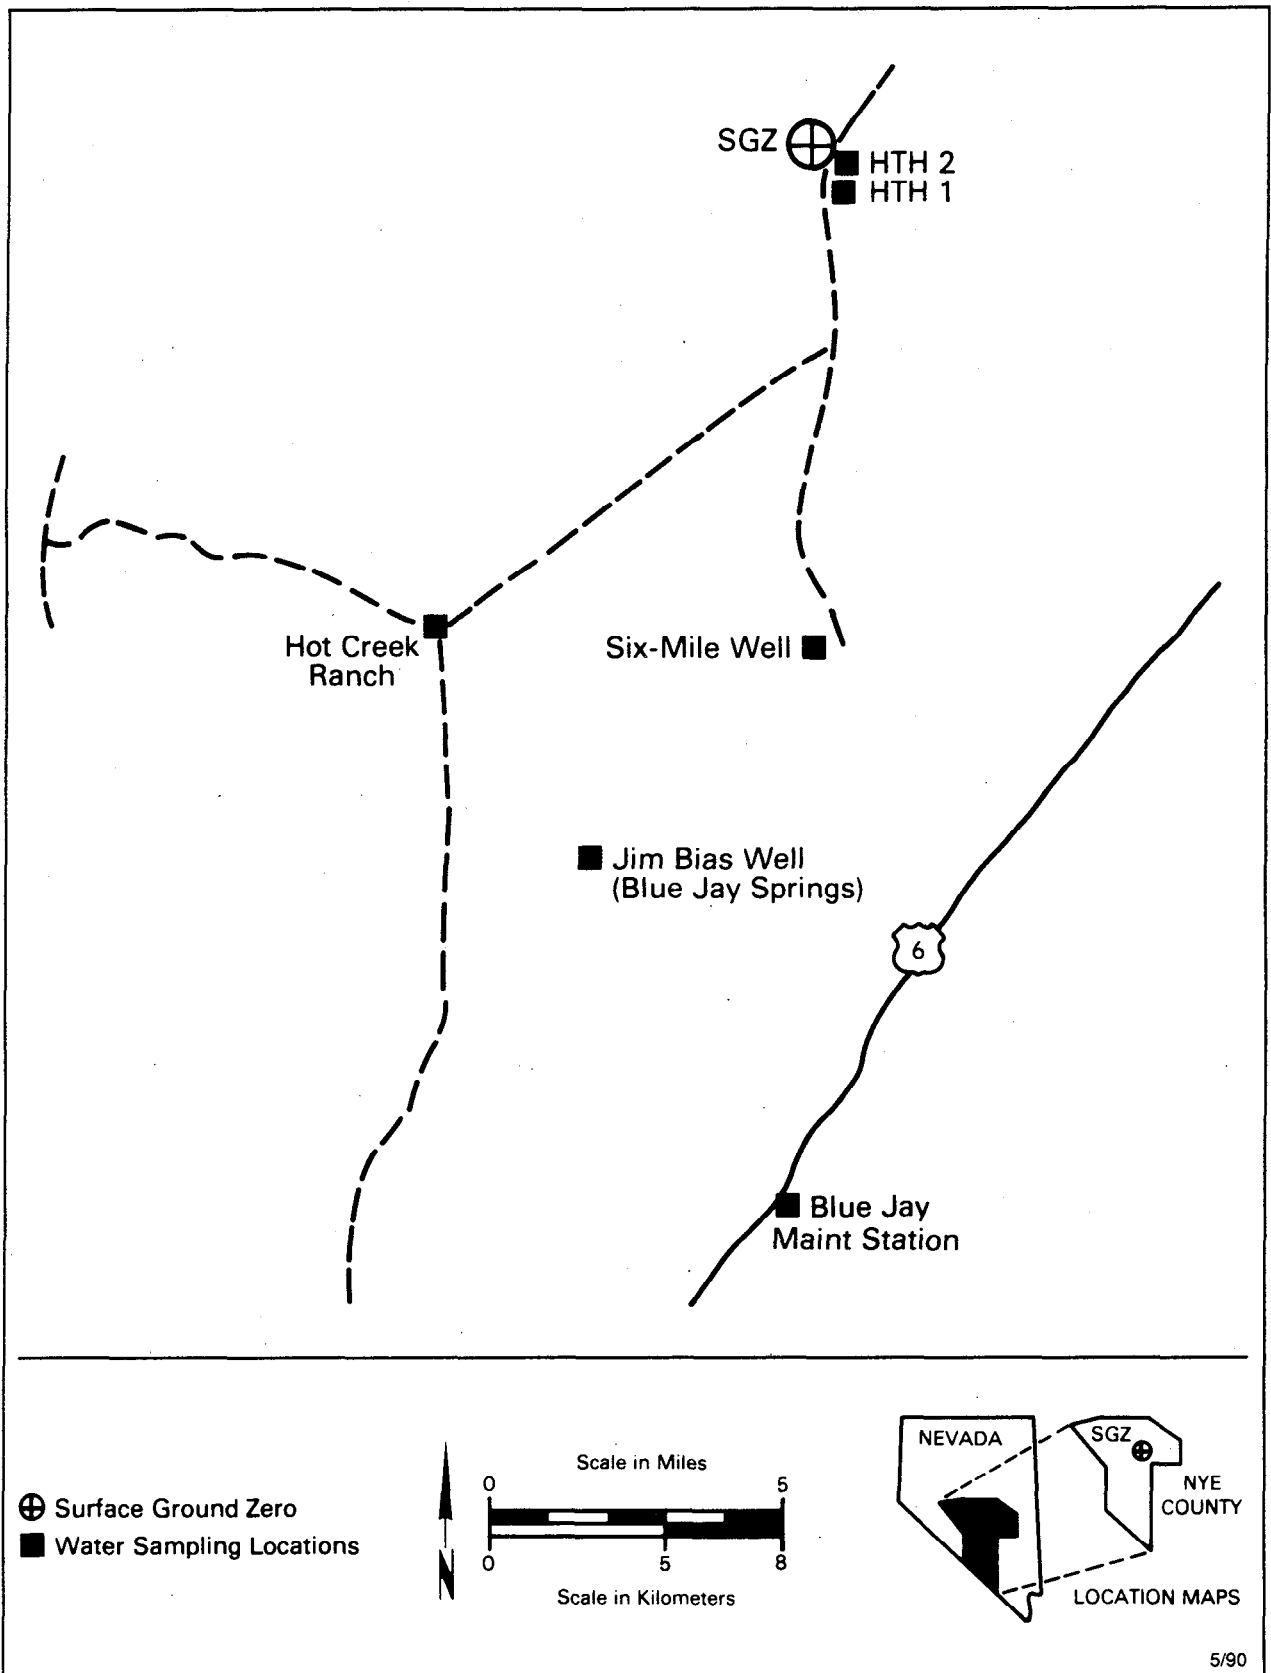 SGZ
HTH 2
HTH 1
Hot Creek
Ranch
Six-Mile Well
Jim Bias Well
(Blue Jay Springs)
6
Blue Jay
Maint Station
Surface Ground Zero
Water Sampling Locations
N
Scale in Miles
0 5
0 5 8
Scale in Kilometers
NEVADA
SGZ
NYE
COUNTY
LOCATION MAPS
5/90